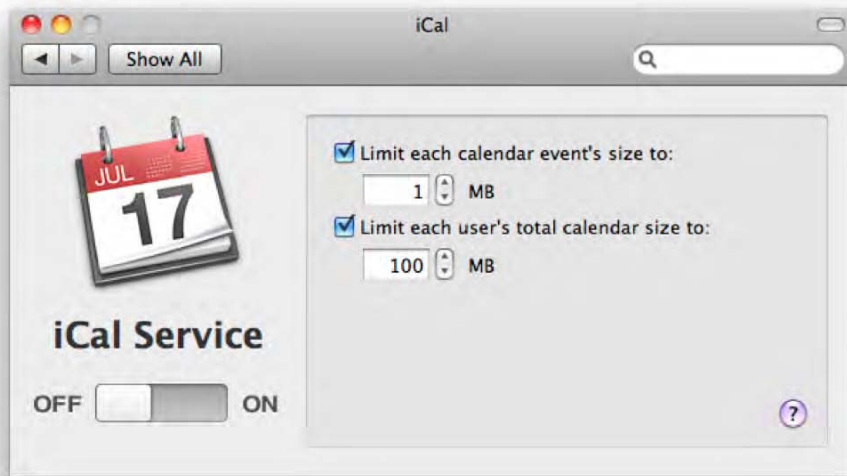 iCal
Show All
JUL
17
Limit each calendar event's size to:
1 MB
Limit each user's total calendar size to:
100 MB
iCal Service
OFF ON
?